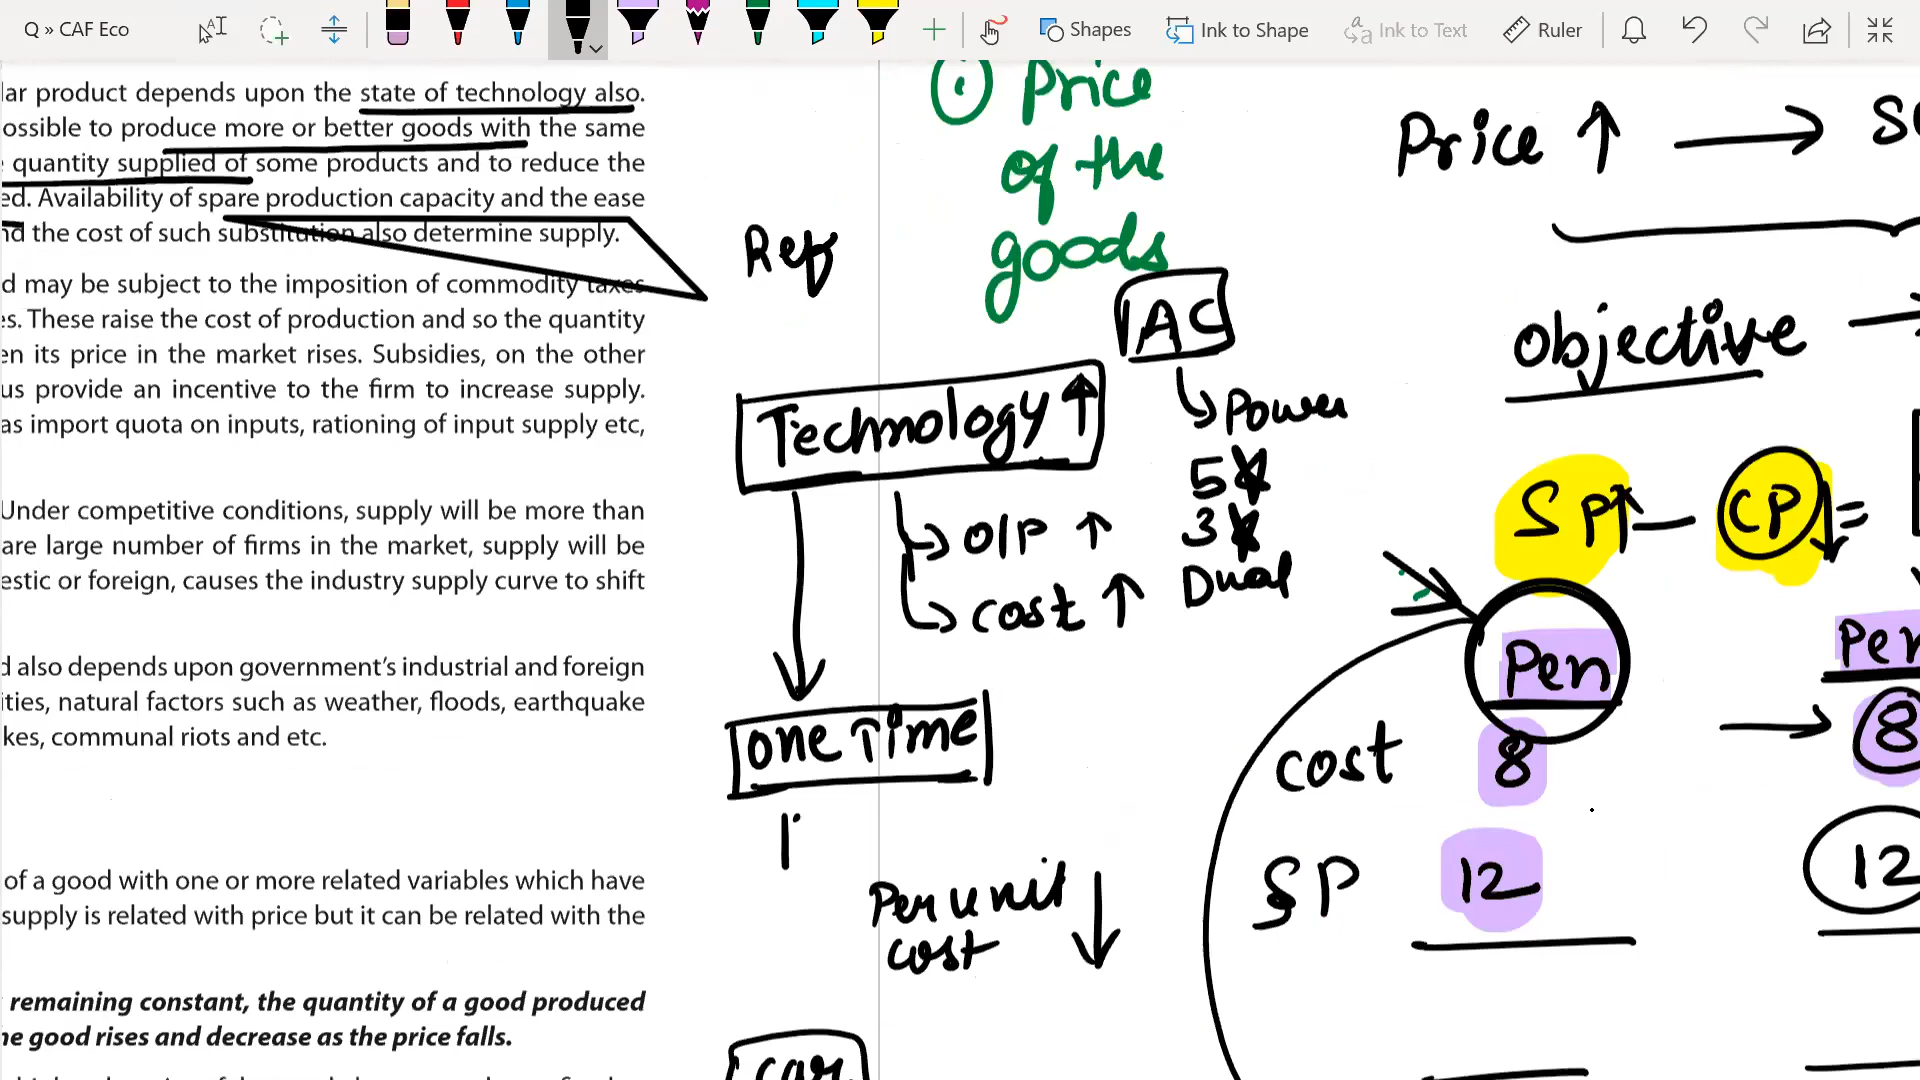 Q » CAF Eco
Shapes
Ink to Shape
Ink to Text
Ruler
lar product depends upon the state of technology also.
ossible to produce more or better goods with the same
quantity supplied of some products and to reduce the
ed. Availability of spare production capacity and the ease
nd the cost of such substitution also determine supply.
d may be subject to the imposition of commodity taxes
es. These raise the cost of production and so the quantity
en its price in the market rises. Subsidies, on the other
us provide an incentive to the firm to increase supply.
as import quota on inputs, rationing of input supply etc,
Under competitive conditions, supply will be more than
are large number of firms in the market, supply will be
estic or foreign, causes the industry supply curve to shift
d also depends upon government's industrial and foreign
ities, natural factors such as weather, floods, earthquake
kes, communal riots and etc.
of a good with one or more related variables which have
supply is related with price but it can be related with the
remaining constant, the quantity of a good produced
he good rises and decrease as the price falls.
① Price
of the
goods
Ref
AC
Technology ↑
↳ Power
5★
3★
Dual
→ O/P ↑
↳ cost ↑
one Time
Per unit
cost ↓
car
Price ↑ →
objective →
SP↑ — CP↓ =
Pen
Pen
cost 8 → 8
SP 12 12